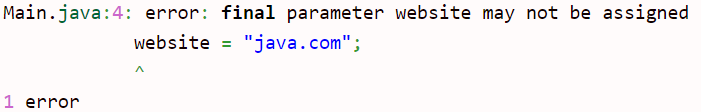 Main.java:4: error: final parameter website may not be assigned
website = "java.com";
^
1 error